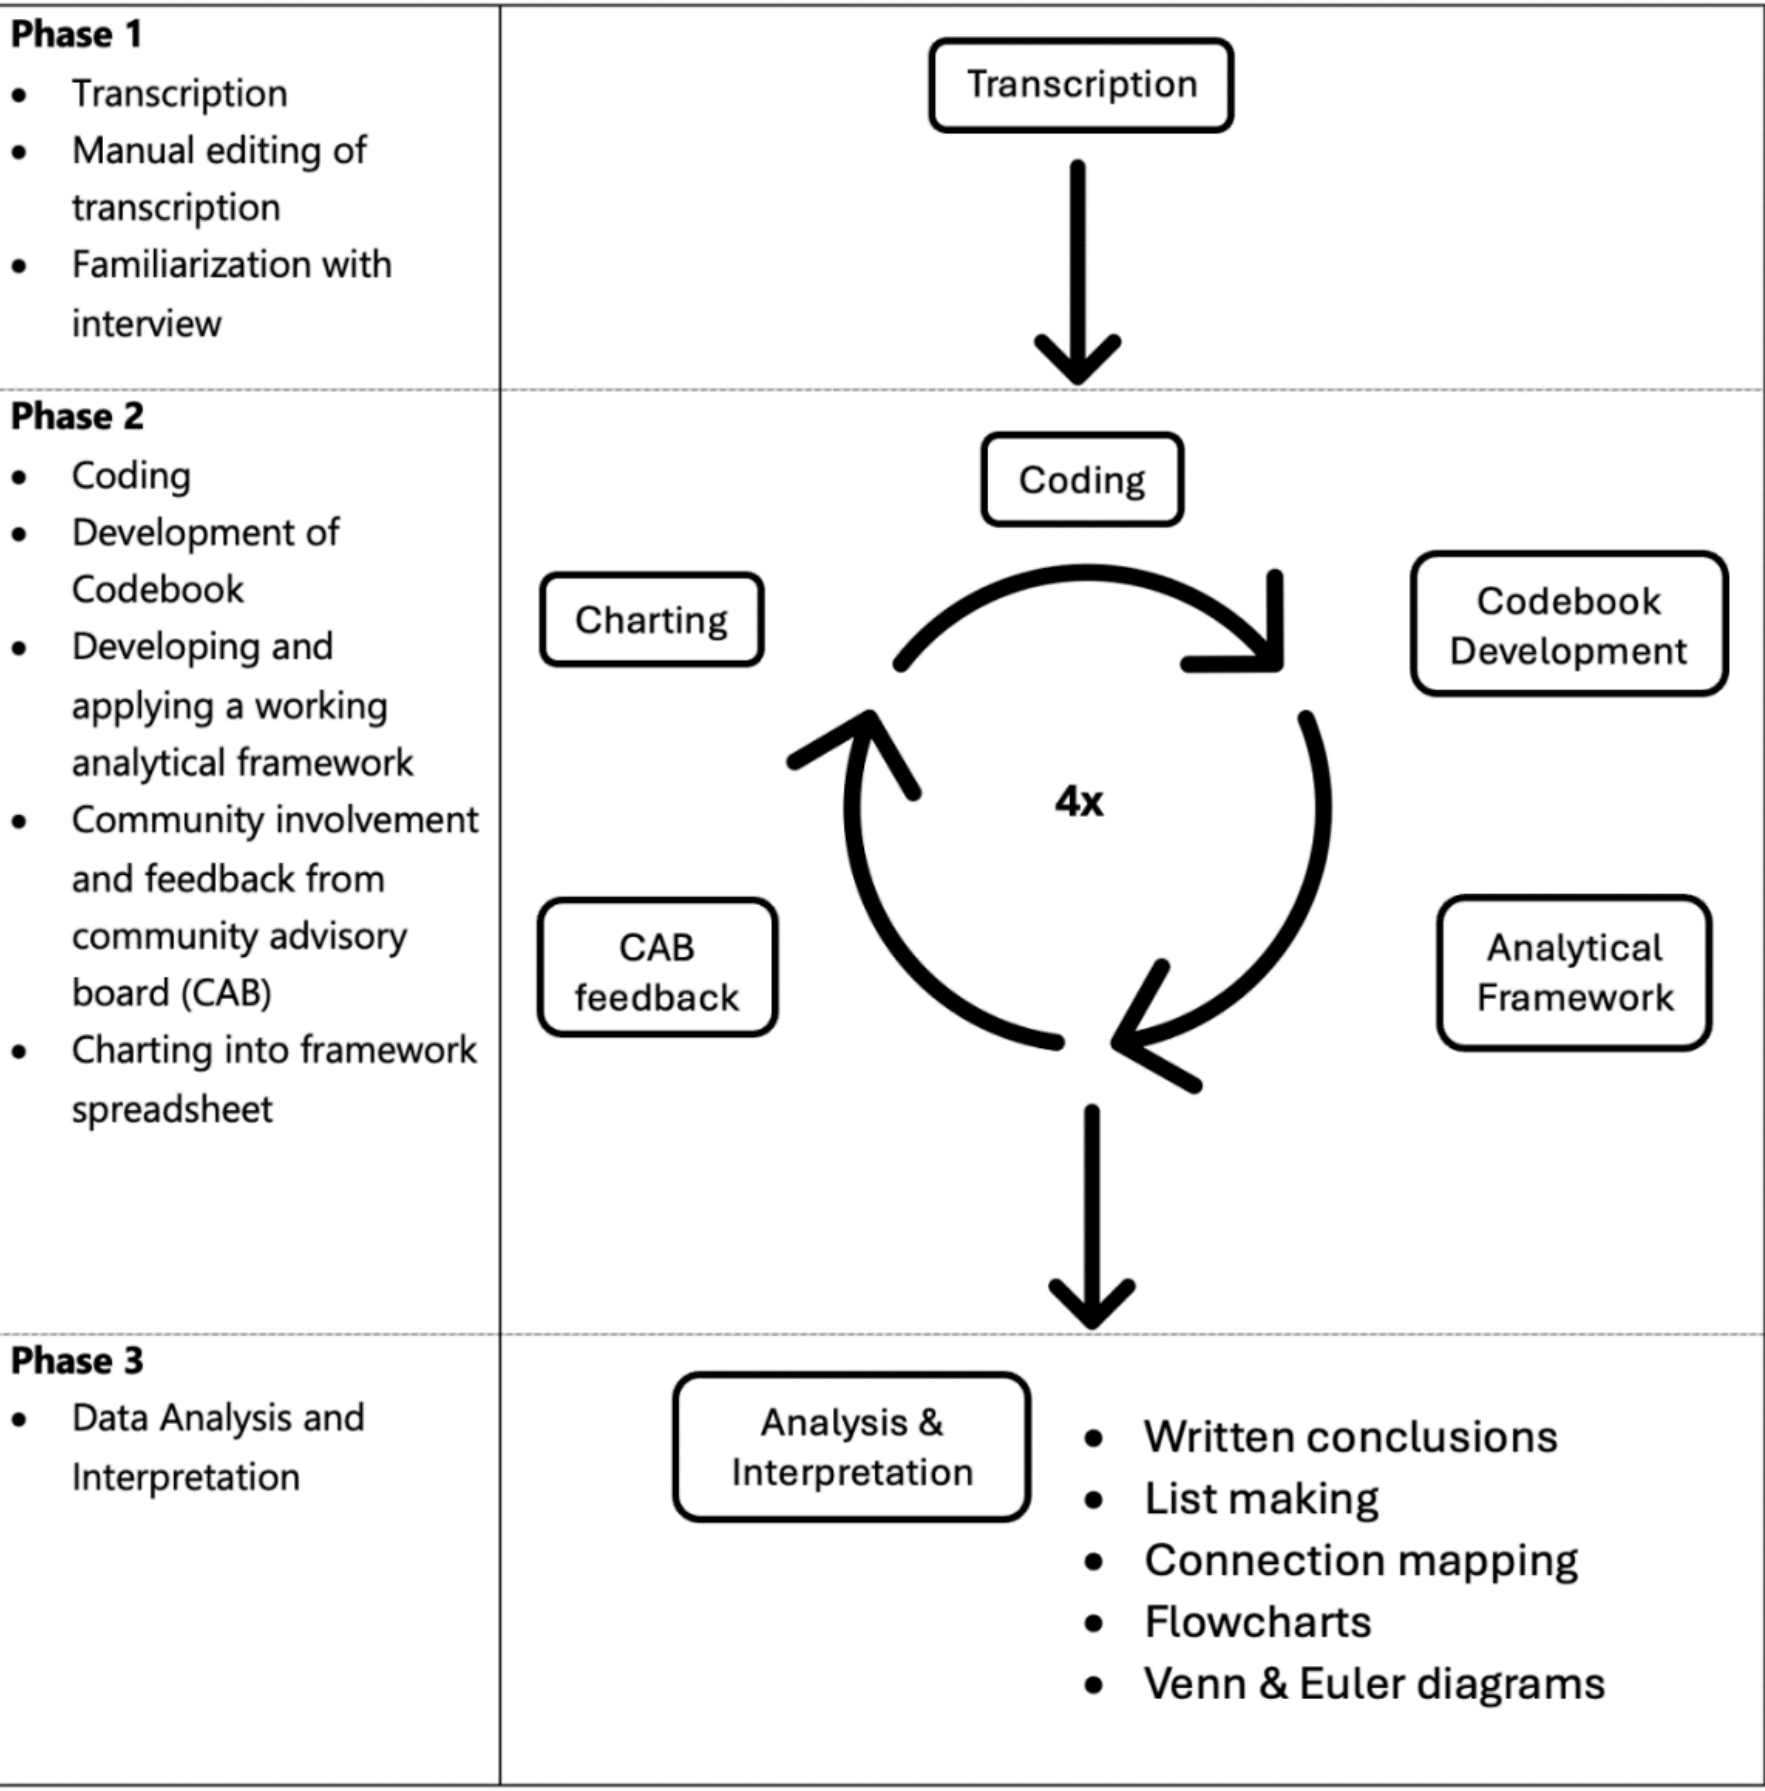 Phase 1
• Transcription
• Manual editing of
transcription
• Familiarization with
interview
Transcription
Phase 2
• Coding
• Development of
Codebook
• Developing and
applying a working
analytical framework
• Community involvement
and feedback from
community advisory
board (CAB)
• Charting into framework
spreadsheet
Coding
Codebook
Development
Analytical
Framework
CAB
feedback
Charting
4x
Phase 3
• Data Analysis and
Interpretation
Analysis &
Interpretation
• Written conclusions
• List making
• Connection mapping
• Flowcharts
• Venn & Euler diagrams